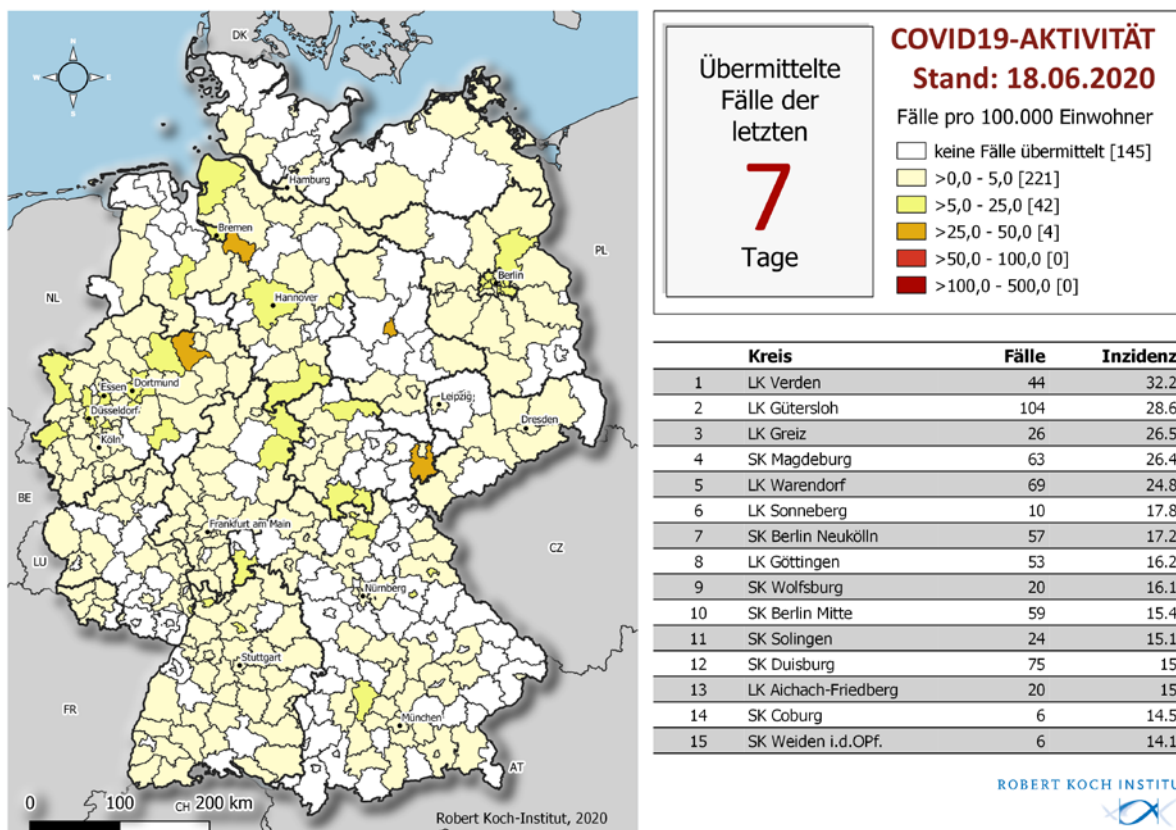 DK
N
W
E
S
Hamburg
Bremen
PL
Berlin
NL
Hannover
Essen
Dortmund
Düsseldorf
Leipzig
Köln
Dresden
BE
Frankfurt am Main
LU
CZ
Nürnberg
Stuttgart
FR
München
AT
0 100 200 km
CH
Robert Koch-Institut, 2020
Übermittelte
Fälle der
letzten
7
Tage
COVID19-AKTIVITÄT
Stand: 18.06.2020
Fälle pro 100.000 Einwohner
keine Fälle übermittelt [145]
>0,0 - 5,0 [221]
>5,0 - 25,0 [42]
>25,0 - 50,0 [4]
>50,0 - 100,0 [0]
>100,0 - 500,0 [0]
Kreis Fälle Inzidenz
1 LK Verden 44 32.2
2 LK Gütersloh 104 28.6
3 LK Greiz 26 26.5
4 SK Magdeburg 63 26.4
5 LK Warendorf 69 24.8
6 LK Sonneberg 10 17.8
7 SK Berlin Neukölln 57 17.2
8 LK Göttingen 53 16.2
9 SK Wolfsburg 20 16.1
10 SK Berlin Mitte 59 15.4
11 SK Solingen 24 15.1
12 SK Duisburg 75 15
13 LK Aichach-Friedberg 20 15
14 SK Coburg 6 14.5
15 SK Weiden i.d.OPf. 6 14.1
ROBERT KOCH INSTITU